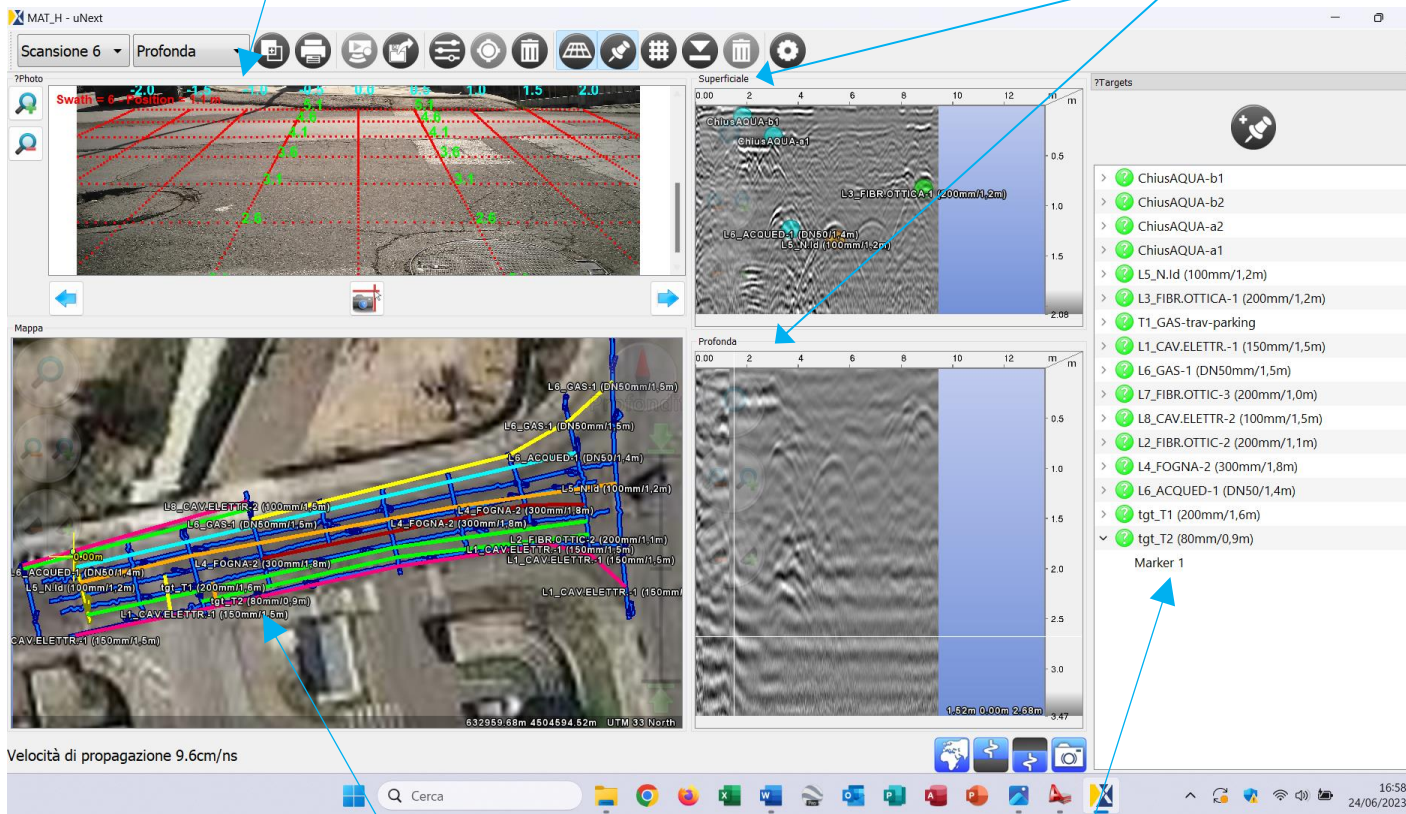 MAT_H - uNext
Scansione 6 Profonda
?Photo
-2.0 -1.5 -1.0 -0.5 0.0 0.5 1.0 1.5 2.0
Swath = 6 - Position = 1.1 m
5.1 5.1
4.6 4.6
4.1 4.1
3.6 3.6
3.1 3.1
2.6 2.6
Superficiale
0.00 2 4 6 8 10 12 m
m
ChiusAQUA-b1
ChiusAQUA-a1
L3_FIBR.OTTICA-1 (200mm/1,2m)
L6_ACQUED-1 (DN50/1,4m)
L5_N.Id (100mm/1,2m)
0.5
1.0
1.5
2.08
Mappa
L6_GAS-1 (DN50mm/1,5m)
L6_GAS-1 (DN50mm/1,5m)
L6_ACQUED-1 (DN50/1,4m)
L5_N.Id (100mm/1,2m)
L8_CAV.ELETTR-2 (100mm/1,5m)
L4_FOGNA-2 (300mm/1,8m)
L6_GAS-1 (DN50mm/1,5m)
L4_FOGNA-2 (300mm/1,8m)
L2_FIBR.OTTIC-2 (200mm/1,1m)
L1_CAV.ELETTR.-1 (150mm/1,5m)
0.00m
L4_FOGNA-2 (300mm/1,8m)
L1_CAV.ELETTR.-1 (150mm/1,5m)
L6_ACQUED-1 (DN50/1,4m)
L5_N.Id (100mm/1,2m)
tgt_T1 (200mm/1,6m)
L1_CAV.ELETTR.-1 (150mm/
tgt_T2 (80mm/0,9m)
L1_CAV.ELETTR.-1 (150mm/1,5m)
CAV.ELETTR.-1 (150mm/1,5m)
632959.68m 4504594.52m UTM 33 North
Profonda
0.00 2 4 6 8 10 12 m
m
0.5
1.0
1.5
2.0
2.5
3.0
3.47
1.52m 0.00m 2.68m
?Targets
ChiusAQUA-b1
ChiusAQUA-b2
ChiusAQUA-a2
ChiusAQUA-a1
L5_N.Id (100mm/1,2m)
L3_FIBR.OTTICA-1 (200mm/1,2m)
T1_GAS-trav-parking
L1_CAV.ELETTR.-1 (150mm/1,5m)
L6_GAS-1 (DN50mm/1,5m)
L7_FIBR.OTTIC-3 (200mm/1,0m)
L8_CAV.ELETTR-2 (100mm/1,5m)
L2_FIBR.OTTIC-2 (200mm/1,1m)
L4_FOGNA-2 (300mm/1,8m)
L6_ACQUED-1 (DN50/1,4m)
tgt_T1 (200mm/1,6m)
tgt_T2 (80mm/0,9m)
Marker 1
Velocità di propagazione 9.6cm/ns
Cerca
16:58
24/06/2023